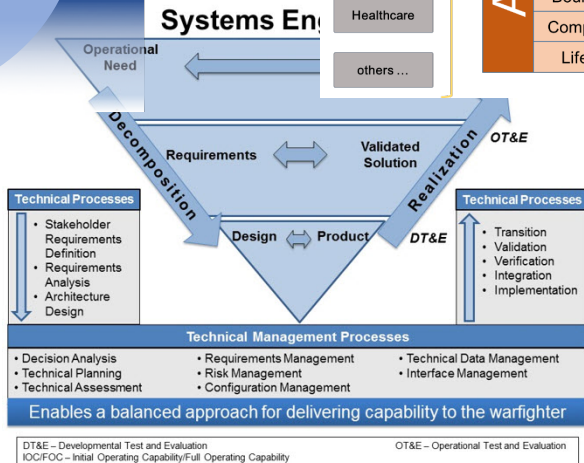 Systems Eng
Healthcare
others ...
Comp
Life
Operational
Need
Decomposition
Requirements
Validated
Solution
Realization
OT&E
Design
Product
DT&E
Technical Processes
• Stakeholder
Requirements
Definition
• Requirements
Analysis
• Architecture
Design
Technical Processes
• Transition
• Validation
• Verification
• Integration
• Implementation
Technical Management Processes
• Decision Analysis
• Technical Planning
• Technical Assessment
• Requirements Management
• Risk Management
• Configuration Management
• Technical Data Management
• Interface Management
Enables a balanced approach for delivering capability to the warfighter
DT&E – Developmental Test and Evaluation
OT&E – Operational Test and Evaluation
IOC/FOC – Initial Operating Capability/Full Operating Capability